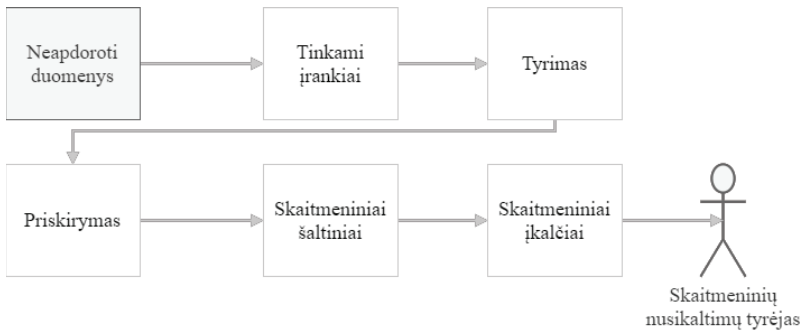 Neapdoroti
duomenys
Tinkami
įrankiai
Tyrimas
Priskirymas
Skaitmeniniai
šaltiniai
Skaitmeniniai
įkalčiai
Skaitmeninių
nusikaltimų tyrėjas